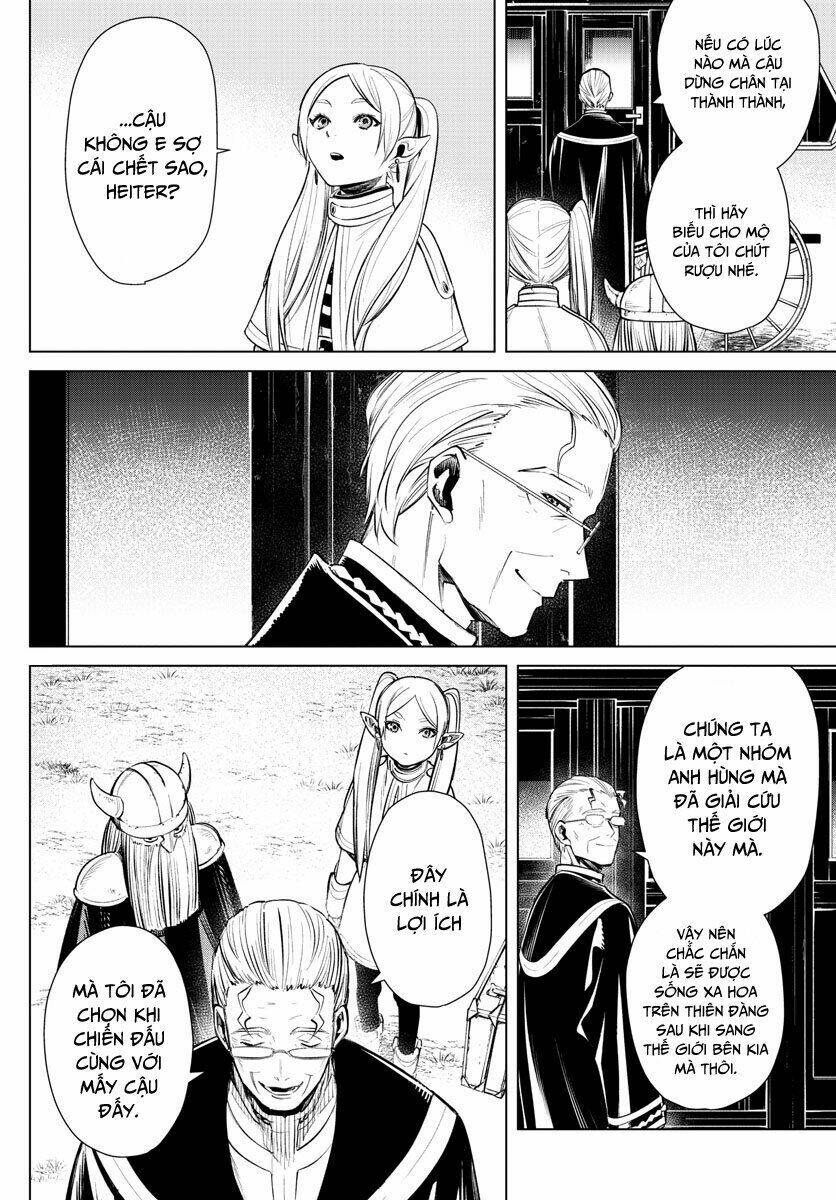 NẾU CÓ LÚC
NÀO MÀ CẬU
DỪNG CHÂN TẠI
THÀNH THÀNH,
THÌ HÃY
BIẾU CHO MỘ
CỦA TÔI CHÚT
RƯỢU NHÉ.
...CẬU
KHÔNG E SỢ
CÁI CHẾT SAO,
HEITER?
CHÚNG TA
LÀ MỘT NHÓM
ANH HÙNG MÀ
ĐÃ GIẢI CỨU
THẾ GIỚI
NÀY MÀ.
VẬY NÊN
CHẮC CHẮN
LÀ SẼ ĐƯỢC
SỐNG XA HOA
TRÊN THIÊN ĐÀNG
SAU KHI SANG
THẾ GIỚI BÊN KIA
MÀ THÔI.
ĐÂY
CHÍNH LÀ
LỢI ÍCH
MÀ TÔI ĐÃ
CHỌN KHI
CHIẾN ĐẤU
CÙNG VỚI
MẤY CẬU
ĐẤY.